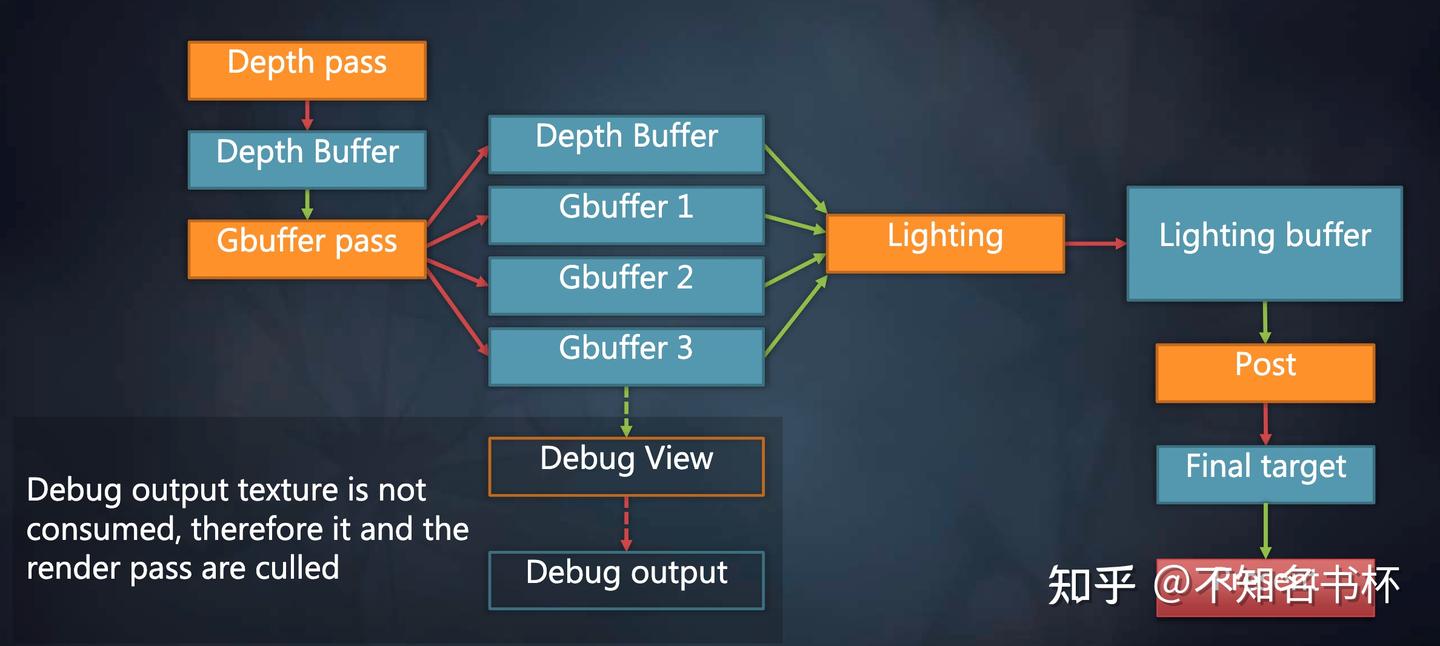 Depth pass
Depth Buffer
Gbuffer pass
Depth Buffer
Gbuffer 1
Gbuffer 2
Gbuffer 3
Lighting
Lighting buffer
Post
Final target
Present
Debug View
Debug output
Debug output texture is not
consumed, therefore it and the
render pass are culled
知乎 @不知名书杯